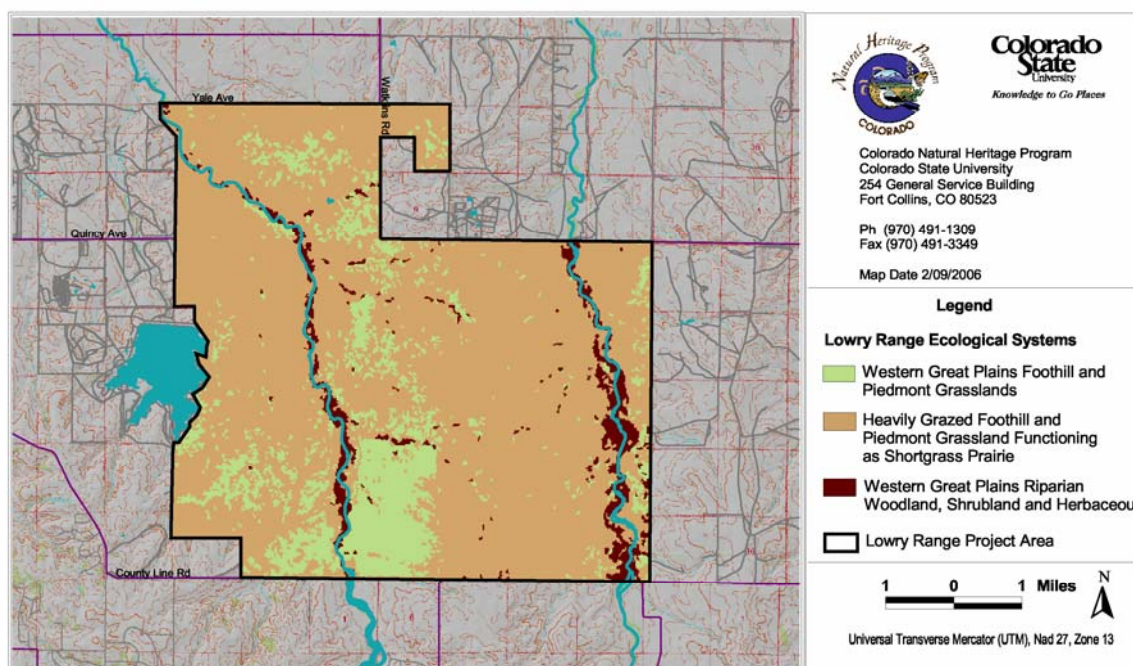 Yale Ave
Watkins Rd
Quincy Ave
County Line Rd
Natural Heritage Program
COLORADO
Colorado
State
University
Knowledge to Go Places
Colorado Natural Heritage Program
Colorado State University
254 General Service Building
Fort Collins, CO 80523
Ph (970) 491-1309
Fax (970) 491-3349
Map Date 2/09/2006
Legend
Lowry Range Ecological Systems
Western Great Plains Foothill and
Piedmont Grasslands
Heavily Grazed Foothill and
Piedmont Grassland Functioning
as Shortgrass Prairie
Western Great Plains Riparian
Woodland, Shrubland and Herbaceou
Lowry Range Project Area
1 0 1 Miles
N
Universal Transverse Mercator (UTM), Nad 27, Zone 13